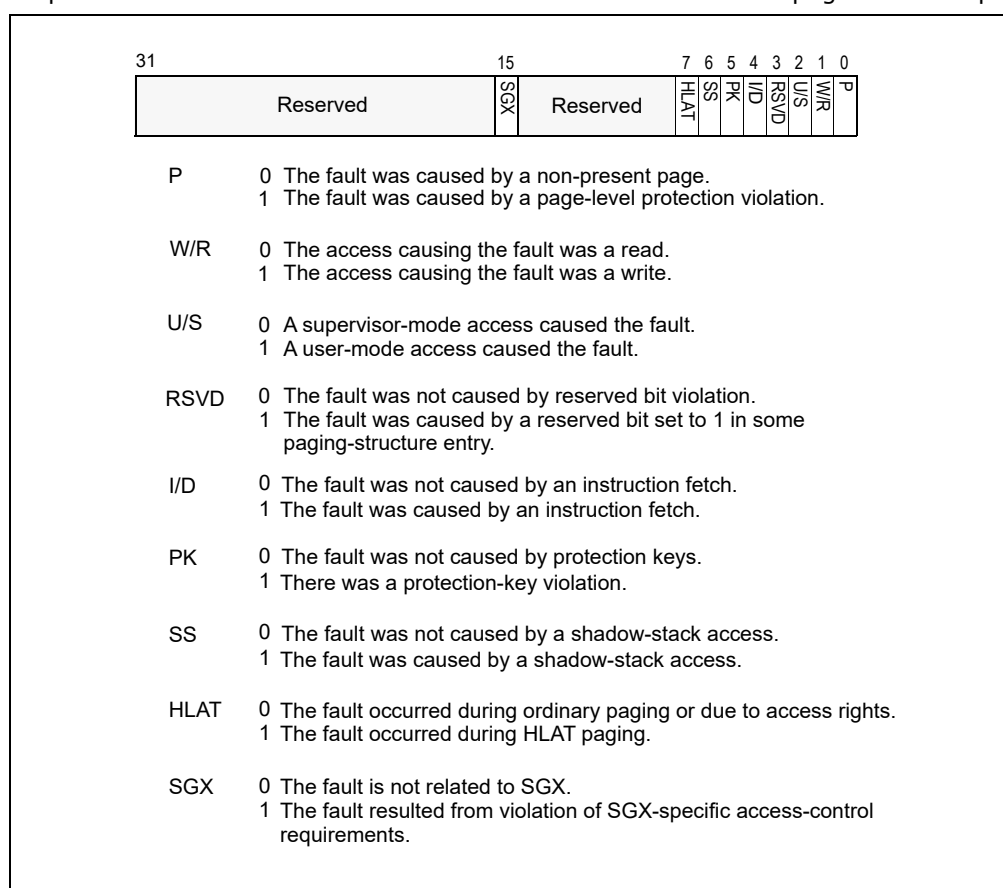 31 15 7 6 5 4 3 2 1 0
Reserved SGX Reserved HLAT SS PK I/D RSVD U/S W/R P
P 0 The fault was caused by a non-present page.
1 The fault was caused by a page-level protection violation.
W/R 0 The access causing the fault was a read.
1 The access causing the fault was a write.
U/S 0 A supervisor-mode access caused the fault.
1 A user-mode access caused the fault.
RSVD 0 The fault was not caused by reserved bit violation.
1 The fault was caused by a reserved bit set to 1 in some
paging-structure entry.
I/D 0 The fault was not caused by an instruction fetch.
1 The fault was caused by an instruction fetch.
PK 0 The fault was not caused by protection keys.
1 There was a protection-key violation.
SS 0 The fault was not caused by a shadow-stack access.
1 The fault was caused by a shadow-stack access.
HLAT 0 The fault occurred during ordinary paging or due to access rights.
1 The fault occurred during HLAT paging.
SGX 0 The fault is not related to SGX.
1 The fault resulted from violation of SGX-specific access-control
requirements.